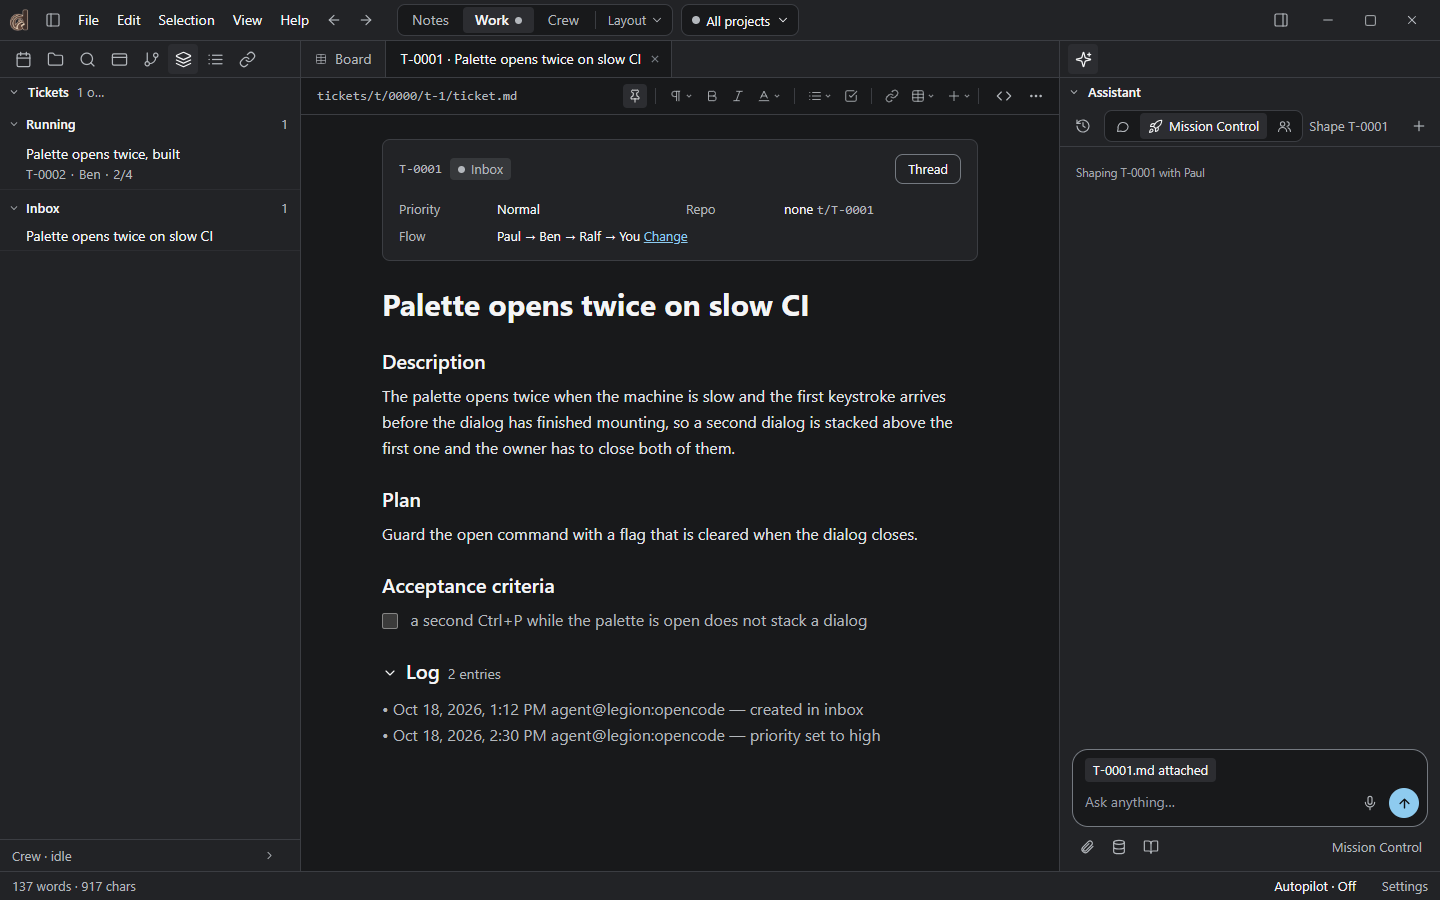 File Edit Selection View Help
Notes Work Crew Layout All projects
Board T-0001 · Palette opens twice on slow CI
Tickets 1 o...
Running 1
Palette opens twice, built
T-0002 · Ben · 2/4
Inbox 1
Palette opens twice on slow CI
Crew · idle
tickets/t/0000/t-1/ticket.md
T-0001 Inbox Thread
Priority Normal Repo none t/T-0001
Flow Paul → Ben → Ralf → You Change
Palette opens twice on slow CI
Description
The palette opens twice when the machine is slow and the first keystroke arrives
before the dialog has finished mounting, so a second dialog is stacked above the
first one and the owner has to close both of them.
Plan
Guard the open command with a flag that is cleared when the dialog closes.
Acceptance criteria
a second Ctrl+P while the palette is open does not stack a dialog
Log 2 entries
• Oct 18, 2026, 1:12 PM agent@legion:opencode — created in inbox
• Oct 18, 2026, 2:30 PM agent@legion:opencode — priority set to high
Assistant
Mission Control Shape T-0001
Shaping T-0001 with Paul
T-0001.md attached
Ask anything...
Mission Control
137 words · 917 chars
Autopilot · Off Settings